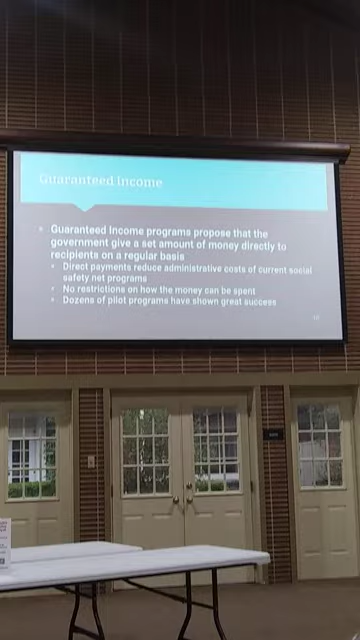 Guaranteed Income
Guaranteed Income programs propose that the
government give a set amount of money directly to
recipients on a regular basis
Direct payments reduce administrative costs of current social
safety net programs
No restrictions on how the money can be spent
Dozens of pilot programs have shown great success